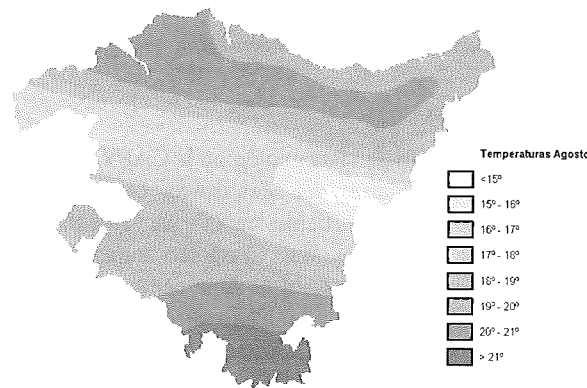 Temperaturas Agosto
<15º
15º - 16º
16º - 17º
17º - 18º
18º - 19º
19º - 20º
20º - 21º
> 21º